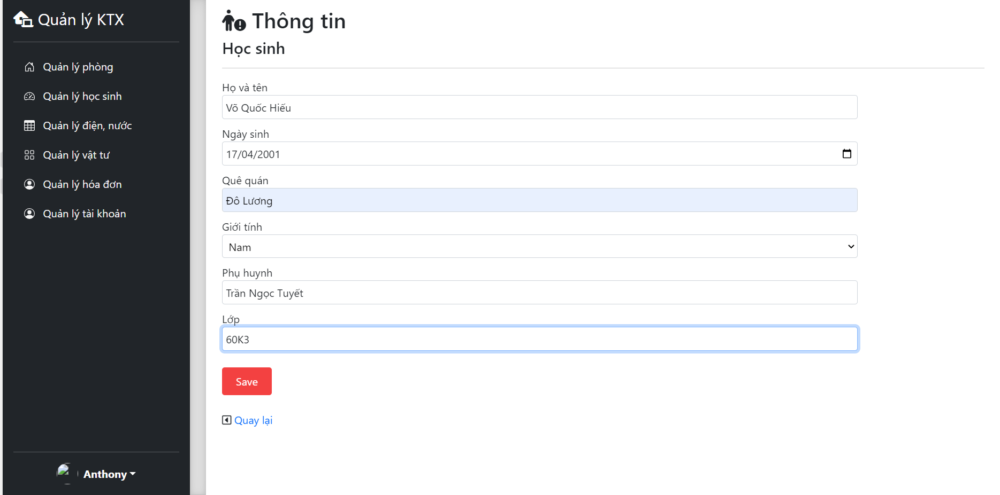 Quản lý KTX
Quản lý phòng
Quản lý học sinh
Quản lý điện, nước
Quản lý vật tư
Quản lý hóa đơn
Quản lý tài khoản
Anthony
Thông tin
Học sinh
Họ và tên
Võ Quốc Hiếu
Ngày sinh
17/04/2001
Quê quán
Đô Lương
Giới tính
Nam
Phụ huynh
Trần Ngọc Tuyết
Lớp
60K3
Save
Quay lại